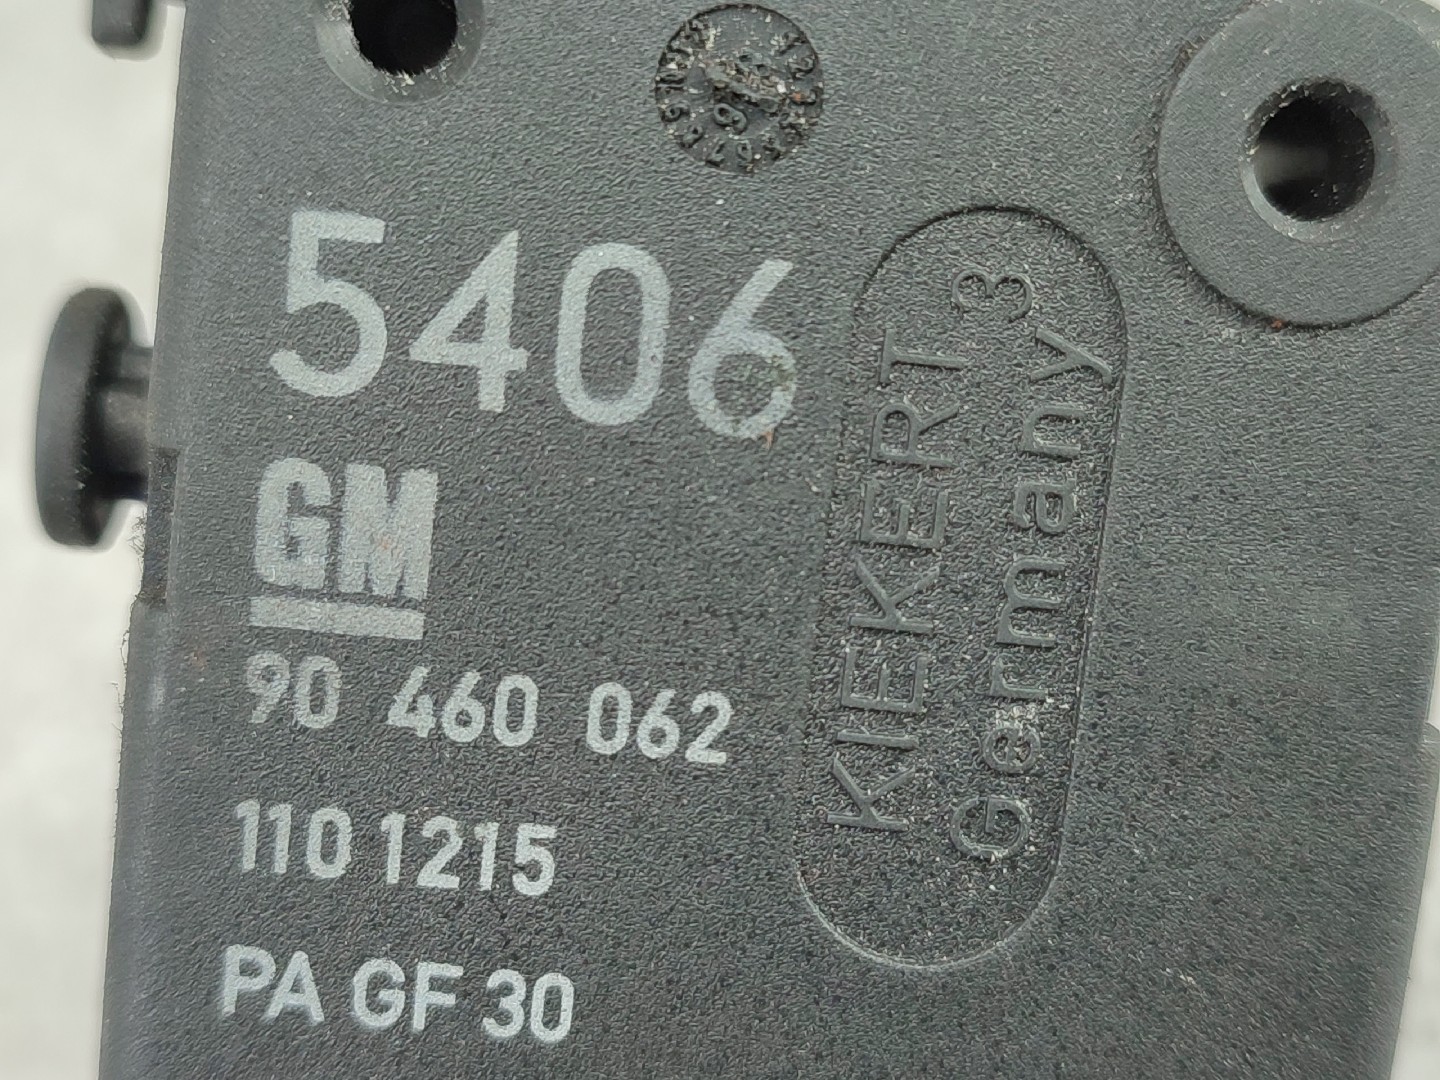 5406
GM
90 460 062
110 1215
PA GF 30
KIEKERT 3
Germany